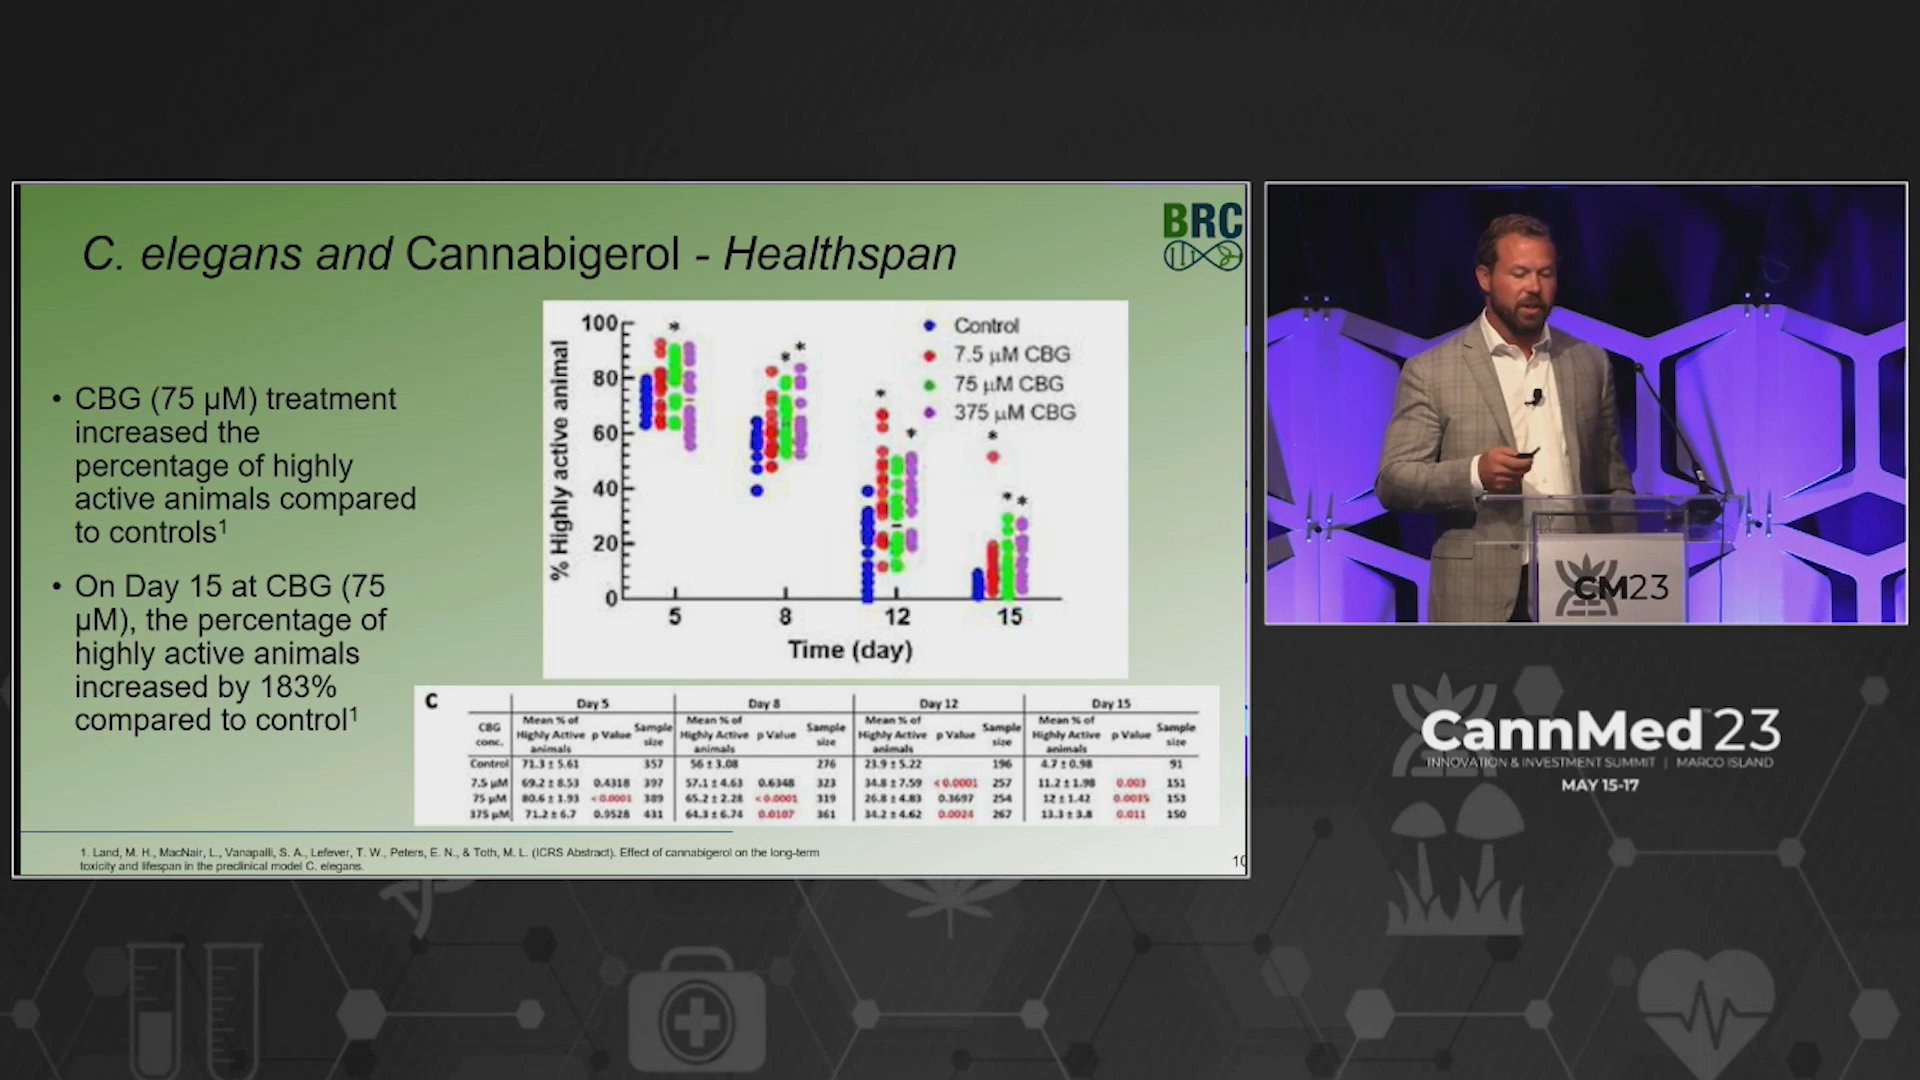 C. elegans and Cannabigerol - Healthspan
BRC
• CBG (75 µM) treatment
increased the
percentage of highly
active animals compared
to controls¹
• On Day 15 at CBG (75
µM), the percentage of
highly active animals
increased by 183%
compared to control¹
% Highly active animal
100
80
60
40
20
0
* * * * * * * *
Control
7.5 µM CBG
75 µM CBG
375 µM CBG
5 8 12 15
Time (day)
C
Day 5 Day 8 Day 12 Day 15
CBG conc. Mean % of Highly Active animals p Value Sample size Mean % of Highly Active animals p Value Sample size Mean % of Highly Active animals p Value Sample size Mean % of Highly Active animals p Value Sample size
Control 71.3 ± 5.61 357 56 ± 3.08 276 23.9 ± 5.22 196 4.7 ± 0.98 91
7.5 µM 69.2 ± 8.53 0.4318 397 57.1 ± 4.63 0.6348 323 34.8 ± 7.59 <0.0001 257 11.2 ± 1.98 0.003 151
75 µM 80.6 ± 1.93 <0.0001 389 65.2 ± 2.28 <0.0001 319 26.8 ± 4.83 0.3697 254 12 ± 1.42 0.0035 153
375 µM 71.2 ± 6.7 0.9528 431 64.3 ± 6.74 0.0107 361 34.2 ± 4.62 0.0024 267 13.3 ± 3.8 0.011 150
1. Land, M. H., MacNair, L., Vanapalli, S. A., Lefever, T. W., Peters, E. N., & Toth, M. L. (ICRS Abstract). Effect of cannabigerol on the long-term
toxicity and lifespan in the preclinical model C. elegans.
10
CM23
CannMed 23
INNOVATION & INVESTMENT SUMMIT | MARCO ISLAND
MAY 15-17